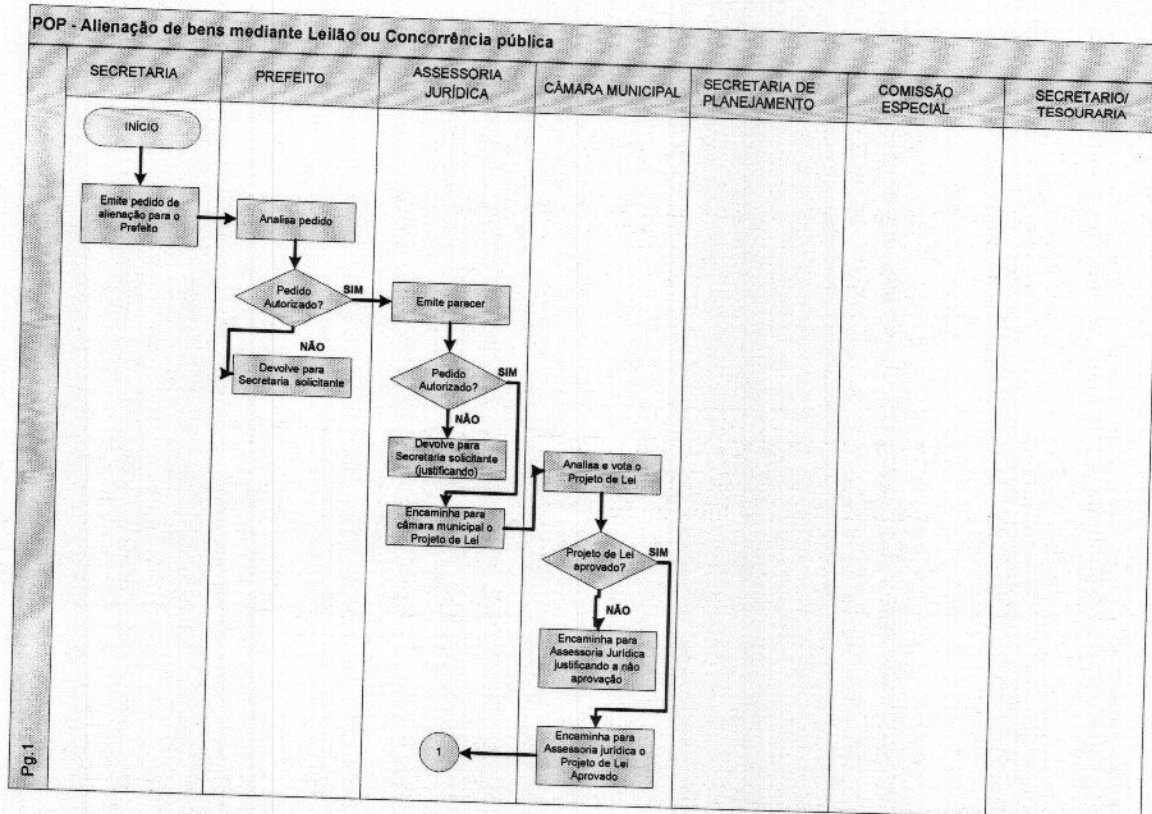 POP - Alienação de bens mediante Leilão ou Concorrência pública
SECRETARIA
PREFEITO
ASSESSORIA
JURÍDICA
CÂMARA MUNICIPAL
SECRETARIA DE
PLANEJAMENTO
COMISSÃO
ESPECIAL
SECRETARIO/
TESOURARIA
INÍCIO
Emite pedido de
alienação para o
Prefeito
Analisa pedido
Pedido
Autorizado?
SIM
NÃO
Devolve para
Secretaria solicitante
Emite parecer
Pedido
Autorizado?
SIM
NÃO
Devolve para
Secretaria solicitante
(justificando)
Encaminha para
câmara municipal o
Projeto de Lei
Analisa e vota o
Projeto de Lei
Projeto de Lei
aprovado?
SIM
NÃO
Encaminha para
Assessoria Jurídica
justificando a não
aprovação
Encaminha para
Assessoria jurídica o
Projeto de Lei
Aprovado
1
Pg.1